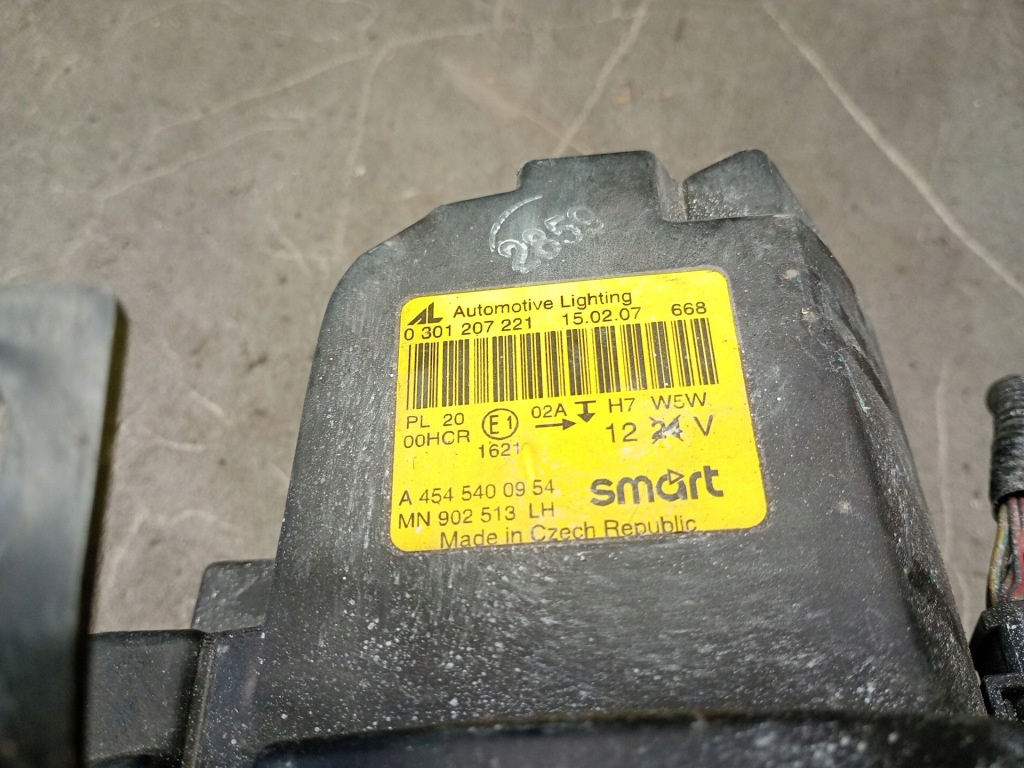 2859
AL Automotive Lighting
0 301 207 221 15.02.07 668
PL 20 E1 02A H7 W5W
00HCR 1621 12 24 V
A 454 540 09 54 smart
MN 902 513 LH
Made in Czech Republic